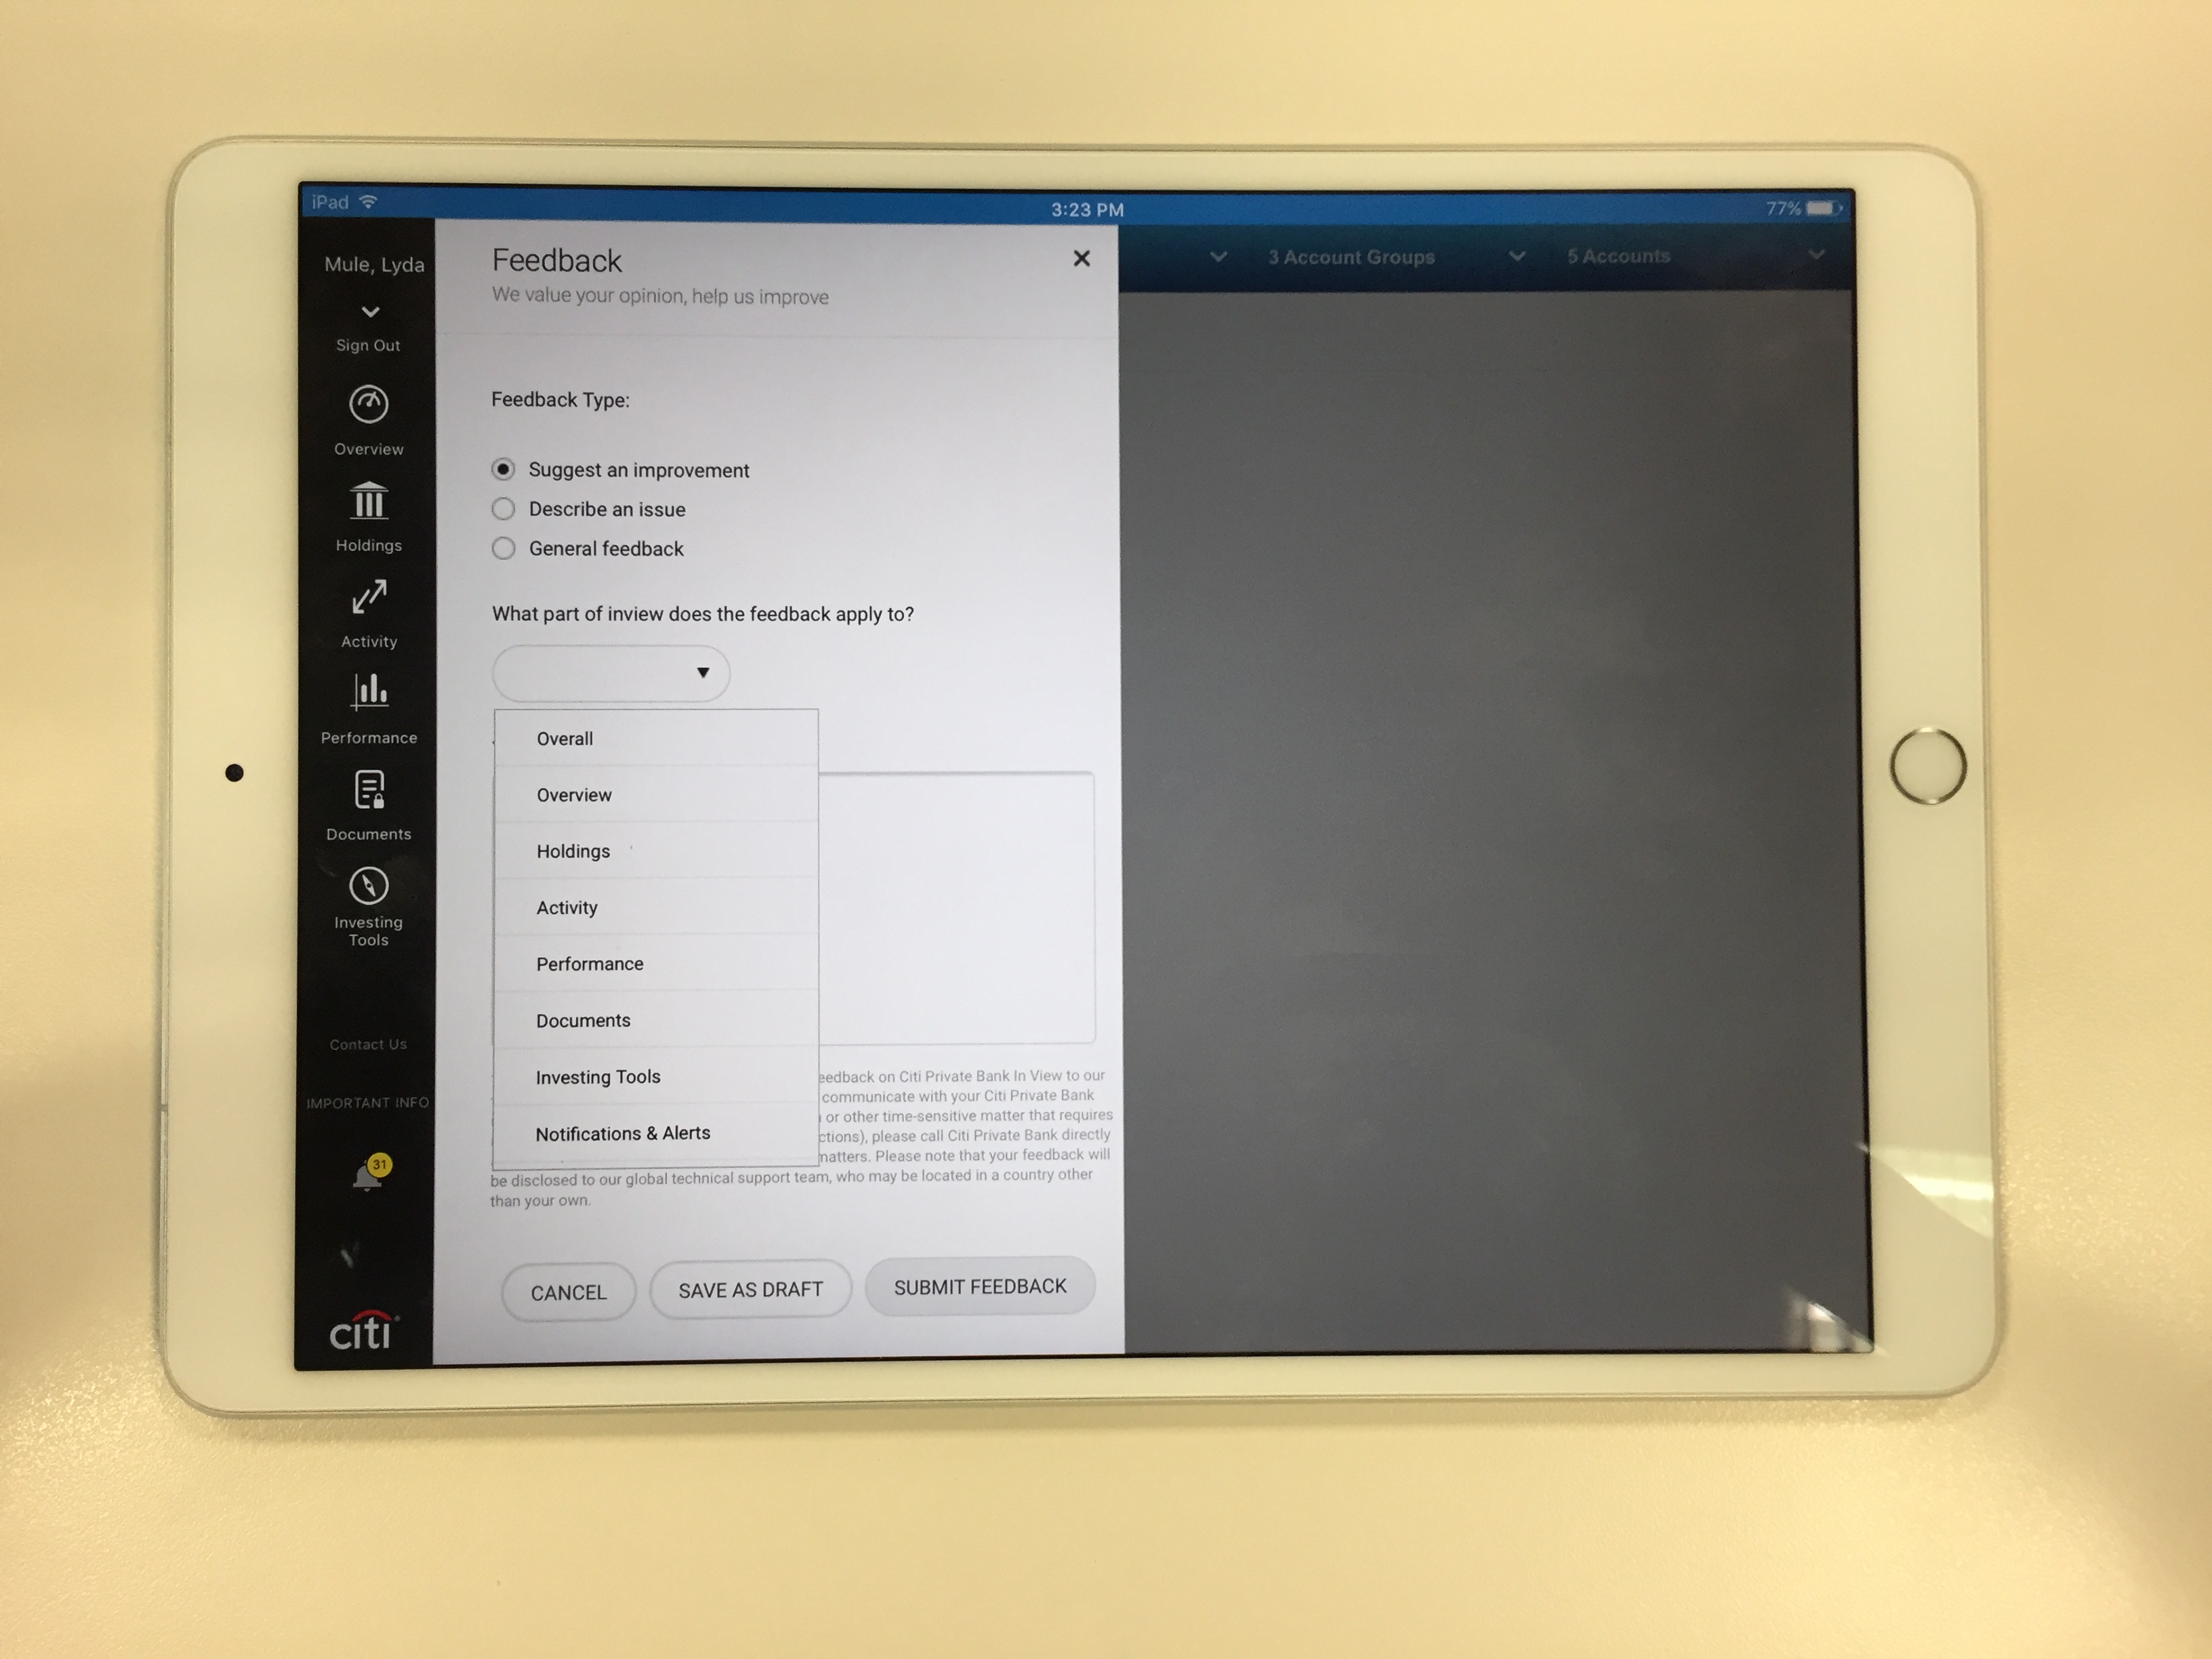 iPad
3:23 PM
77%
Mule, Lyda
Sign Out
Overview
Holdings
Activity
Performance
Documents
Investing
Tools
Contact Us
IMPORTANT INFO
31
citi
3 Account Groups
5 Accounts
Feedback
We value your opinion, help us improve
Feedback Type:
Suggest an improvement
Describe an issue
General feedback
What part of inview does the feedback apply to?
Overall
Overview
Holdings
Activity
Performance
Documents
Investing Tools
Notifications & Alerts
eedback on Citi Private Bank In View to our
communicate with your Citi Private Bank
or other time-sensitive matter that requires
ctions), please call Citi Private Bank directly
matters. Please note that your feedback will
be disclosed to our global technical support team, who may be located in a country other
than your own.
CANCEL
SAVE AS DRAFT
SUBMIT FEEDBACK